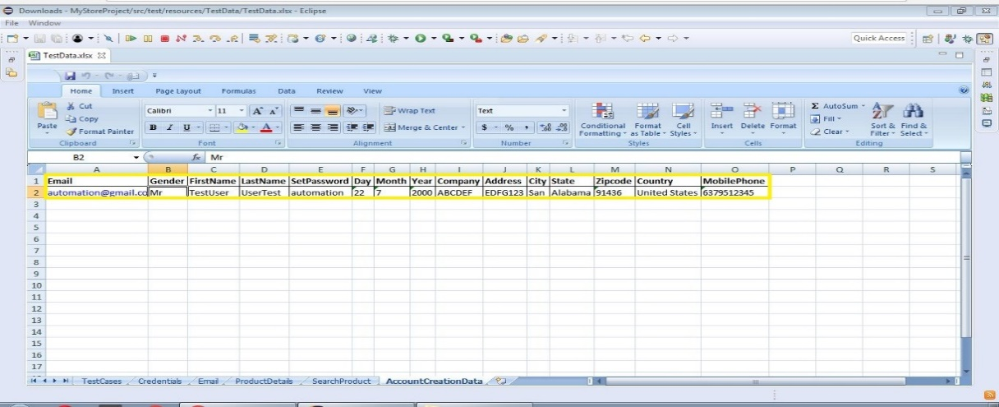 Downloads - MyStoreProject/src/test/resources/TestData/TestData.xlsx - Eclipse
File Window
Quick Access
TestData.xlsx
Home Insert Page Layout Formulas Data Review View
Paste
Cut
Copy
Format Painter
Clipboard
Calibri 11 A A
B I U A
Font
Wrap Text
Merge & Center
Alignment
Text
$ % ,
Number
Conditional Formatting
Format as Table
Cell Styles
Styles
Insert Delete Format
Cells
Σ AutoSum
Fill
Clear
Sort & Filter
Find & Select
Editing
B2 fx Mr
A B C D E F G H I J K L M N O P Q R S
1 Email Gender FirstName LastName SetPassword Day Month Year Company Address City State Zipcode Country MobilePhone
2 automation@gmail.co Mr TestUser UserTest automation 22 7 2000 ABCDEF EDFG123 San Alabama 91436 United States 6379512345
3
4
5
6
7
8
9
10
11
12
13
14
15
16
17
TestCases Credentials Email ProductDetails SearchProduct AccountCreationData